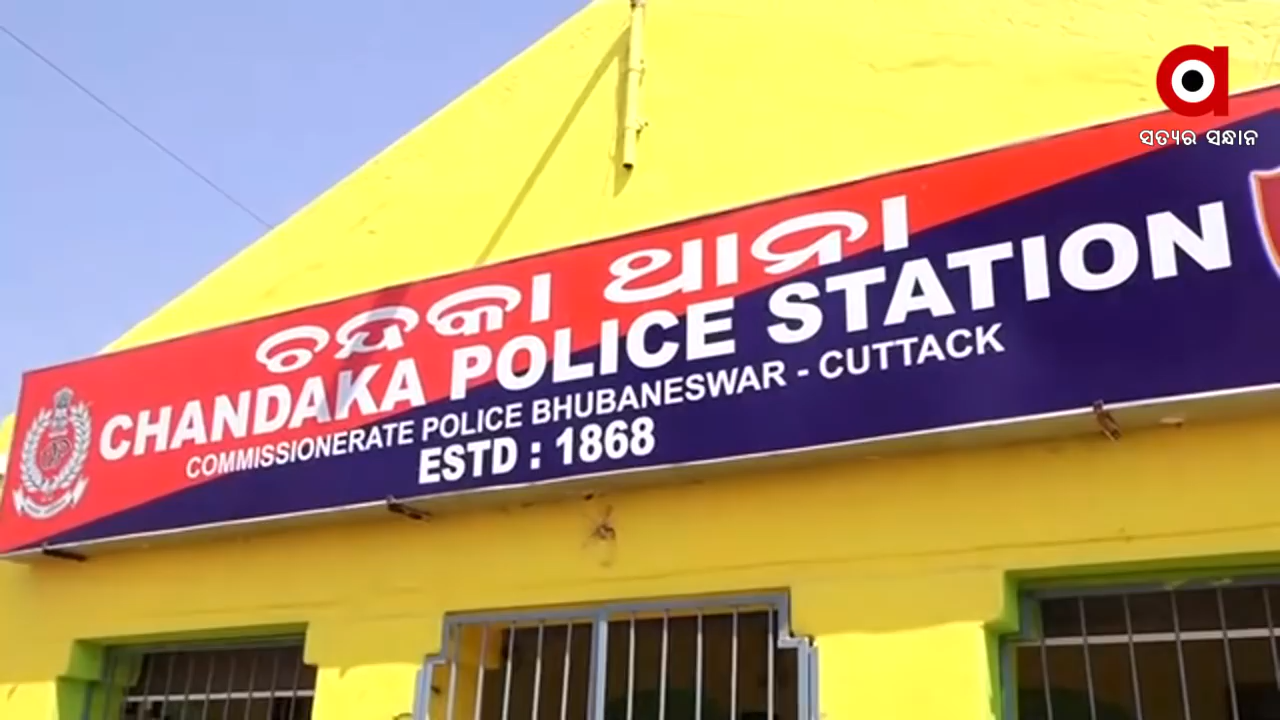 ସତ୍ୟର ସନ୍ଧାନ
ଚନ୍ଦକା ଥାନା
CHANDAKA POLICE STATION
COMMISSIONERATE POLICE BHUBANESWAR - CUTTACK
ESTD : 1868